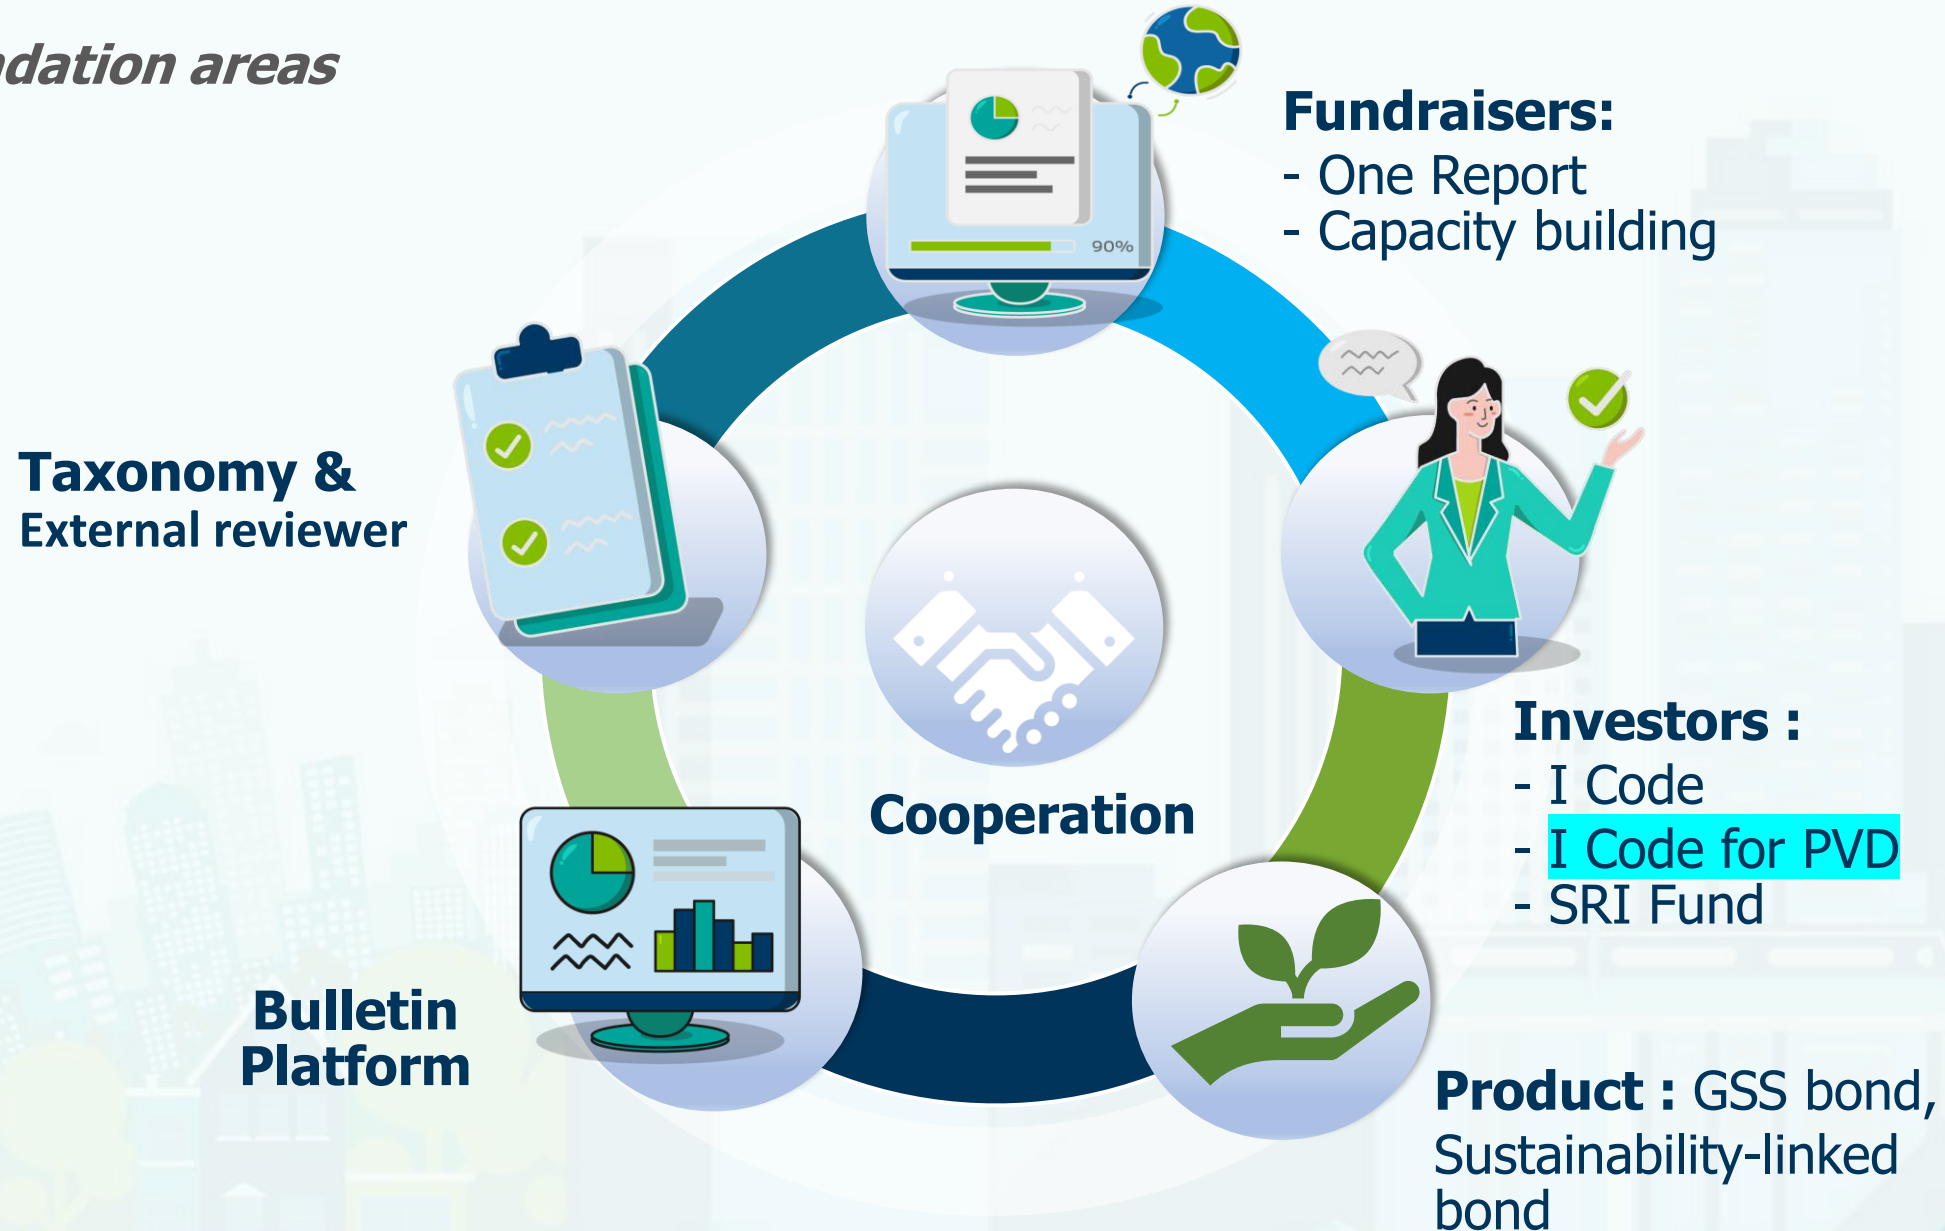 areas
Fundraisers:
- One Report
- Capacity building
90%
Taxonomy &
External reviewer
Cooperation
Investors :
- I Code
- I Code for PVD
- SRI Fund
Bulletin
Platform
Product : GSS bond,
Sustainability-linked
bond